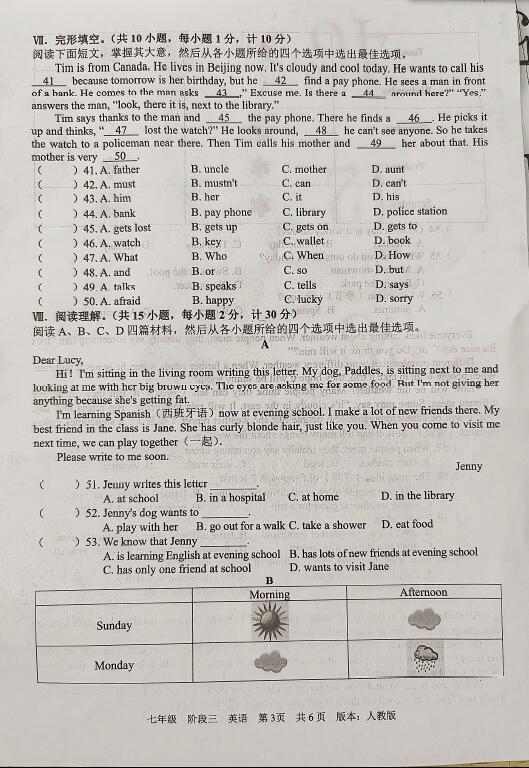 Ⅶ. 完形填空。(共 10 小题,每小题 1 分,计 10 分)
阅读下面短文,掌握其大意,然后从各小题所给的四个选项中选出最佳选项。
Tim is from Canada. He lives in Beijing now. It's cloudy and cool today. He wants to call his
41 because tomorrow is her birthday, but he 42 find a pay phone. He sees a man in front
of a bank. He comes to the man asks 43 ," Excuse me. Is there a 44 around here?" "Yes,"
answers the man, "look, there it is, next to the library."
Tim says thanks to the man and 45 the pay phone. There he finds a 46 . He picks it
up and thinks, " 47 lost the watch?" He looks around, 48 he can't see anyone. So he takes
the watch to a policeman near there. Then Tim calls his mother and 49 her about that. His
mother is very 50 .
( ) 41. A. father B. uncle C. mother D. aunt
( ) 42. A. must B. mustn't C. can D. can't
( ) 43. A. him B. her C. it D. his
( ) 44. A. bank B. pay phone C. library D. police station
( ) 45. A. gets lost B. gets up C. gets on D. gets to
( ) 46. A. watch B. key C. wallet D. book
( ) 47. A. What B. Who C. When D. How
( ) 48. A. and B. or C. so D. but
( ) 49. A. talks B. speaks C. tells D. says
( ) 50. A. afraid B. happy C. lucky D. sorry
Ⅷ. 阅读理解。(共 15 小题,每小题 2 分,计 30 分)
阅读 A、B、C、D 四篇材料,然后从各小题所给的四个选项中选出最佳选项。
A
Dear Lucy,
Hi! I'm sitting in the living room writing this letter. My dog, Paddles, is sitting next to me and
looking at me with her big brown eyes. The eyes are asking me for some food. But I'm not giving her
anything because she's getting fat.
I'm learning Spanish (西班牙语) now at evening school. I make a lot of new friends there. My
best friend in the class is Jane. She has curly blonde hair, just like you. When you come to visit me
next time, we can play together (一起).
Please write to me soon.
Jenny
( ) 51. Jenny writes this letter ______.
A. at school B. in a hospital C. at home D. in the library
( ) 52. Jenny's dog wants to ______.
A. play with her B. go out for a walk C. take a shower D. eat food
( ) 53. We know that Jenny ______.
A. is learning English at evening school B. has lots of new friends at evening school
C. has only one friend at school D. wants to visit Jane
B
Morning Afternoon
Sunday
Monday
七年级 阶段三 英语 第3页 共6页 版本:人教版